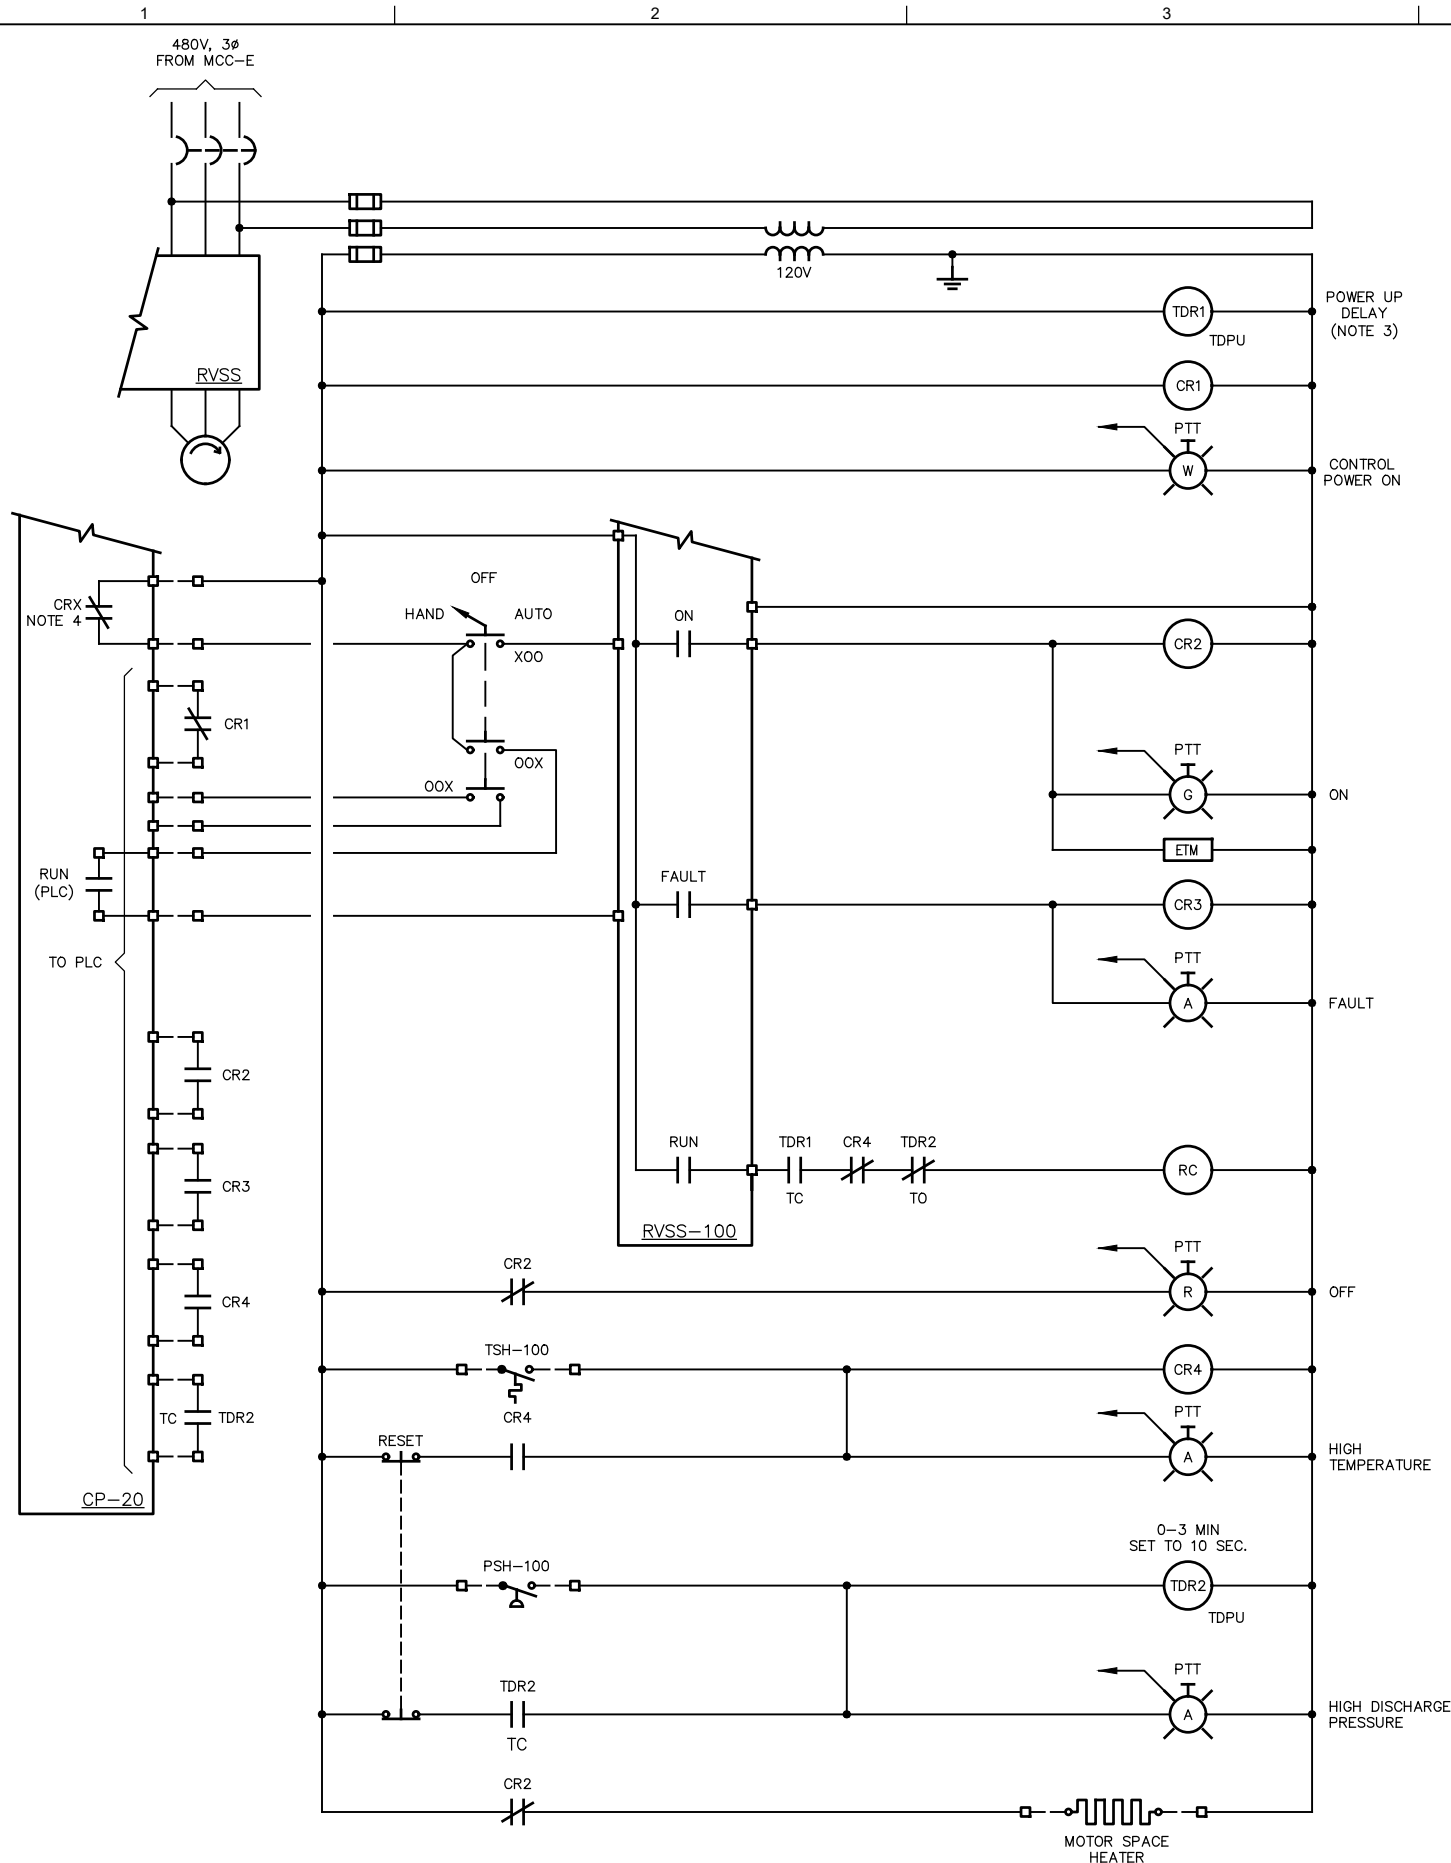 1
2
3
480V, 3ø
FROM MCC-E
120V
TDR1
TDPU
POWER UP
DELAY
(NOTE 3)
RVSS
CR1
PTT
W
CONTROL
POWER ON
CRX
NOTE 4
OFF
HAND
AUTO
XOO
ON
CR2
CR1
OOX
OOX
PTT
G
ON
ETM
RUN
(PLC)
FAULT
CR3
TO PLC
PTT
A
FAULT
CR2
CR3
RUN
TDR1
TC
CR4
TDR2
TO
RC
RVSS-100
CR4
CR2
PTT
R
OFF
TSH-100
CR4
CR4
TC
TDR2
RESET
PTT
A
HIGH
TEMPERATURE
CP-20
0-3 MIN
SET TO 10 SEC.
PSH-100
TDR2
TDPU
TDR2
TC
PTT
A
HIGH DISCHARGE
PRESSURE
CR2
MOTOR SPACE
HEATER